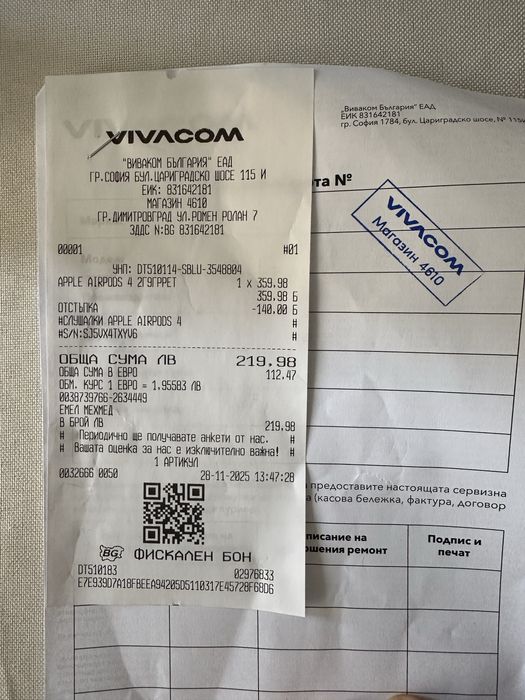 VIVACOM
"ВИВАКОМ БЪЛГАРИЯ" ЕАД
ГР.СОФИЯ БУЛ.ЦАРИГРАДСКО ШОСЕ 115 И
ЕИК: 831642181
МАГАЗИН 4610
ГР.ДИМИТРОВГРАД УЛ.РОМЕН РОЛАН 7
ЗДДС N:BG 831642181
00001 #01
УНП: DT510114-SBLU-3548804
APPLE AIRPODS 4 2Г9ГРРЕТ 1 x 359.98
359.98 Б
ОТСТЪПКА -140.00 Б
#СЛУШАЛКИ APPLE AIRPODS 4 #
#S/N:SJ5VX4TXYV6 #
ОБЩА СУМА ЛВ 219.98
ОБЩА СУМА В ЕВРО 112.47
ОБМ. КУРС 1 ЕВРО = 1.95583 ЛВ
0038739766-2634449
ЕМЕЛ МЕХМЕД
В БРОЙ ЛВ 219.98
# Периодично ще получавате анкети от нас. #
# Вашата оценка за нас е изключително важна! #
1 АРТИКУЛ
0032666 0050 28-11-2025 13:47:28
BG ФИСКАЛЕН БОН
DT510183 02976833
E7E939D7A18FBEEA94205D5110317E45728F68D6
"Виваком България" ЕАД
ЕИК 831642181
гр. София 1784, бул. Цариградско шосе, № 115
та №
VIVACOM
Магазин 4610
предоставите настоящата сервизна
а (касова бележка, фактура, договор
писание на
ршения ремонт
Подпис и
печат